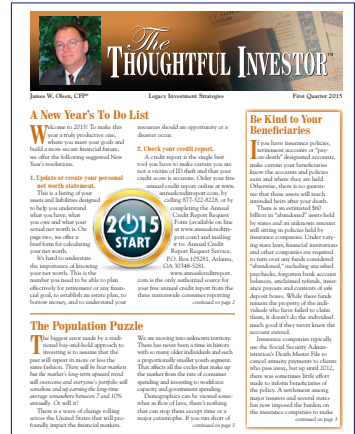 The
THOUGHTFUL INVESTOR™
James W. Olsen, CFP® Legacy Investment Strategies First Quarter 2015
A New Year's To Do List
Welcome to 2015! To make this
year a truly productive one,
where you meet your goals and
build a more secure financial future,
we offer the following suggested New
Year's resolutions.
1. Update or create your personal
net worth statement.
This is a listing of your
assets and liabilities designed
to help you understand
what you have, what
you owe and what your
actual net worth is. On
page two, we offer a
brief form for calculating
your net worth.
It's hard to understate
the importance of knowing
your net worth. This is the
number you need to be able to plan
effectively for retirement or any finan-
cial goal, to establish an estate plan, to
borrow money, and to understand your
resources should an opportunity or a
disaster occur.
2. Check your credit report.
A credit report is the single best
tool you have to make certain you are
not a victim of ID theft and that your
credit score is accurate. Order your free
annual credit report online at www.
annualcreditreport.com, by
calling 877-322-8228, or by
completing the Annual
Credit Report Request
Form (available on line
at www.annualcreditre-
port.com) and mailing
it to: Annual Credit
Report Request Service,
P.O. Box 105281, Atlanta,
GA 30348-5281.
www.annualcreditreport.
com is the only authorized source for
your free annual credit report from the
three nationwide consumer reporting
continued on page 2
2015
START
The Population Puzzle
The biggest error made by a tradi-
tional buy-and-hold approach to
investing is to assume that the
past will repeat in more or less the
same fashion. There will be bear markets
but the market's long-term upward trend
will overcome and everyone's portfolio will
somehow end up earning the long-time
average somewhere between 7 and 10%
annually. Or will it?
There is a wave of change rolling
across the United States that will pro-
foundly impact the financial markets.
We are moving into unknown territory.
There has never been a time in history
with so many older individuals and such
a proportionally smaller youth segment.
That affects all the cycles that make up
the market from the rate of consumer
spending and investing to workforce
capacity and government spending.
Demographics can be viewed some-
what as flow of lava, there's nothing
that can stop them except time or a
major catastrophe. If you run short of
continued on page 3
Be Kind to Your
Beneficiaries
If you have insurance policies,
retirement accounts or "pay-
on-death" designated accounts,
make certain your beneficiaries
know the accounts and policies
exist and where they are held.
Otherwise, there is no guaran-
tee that these assets will reach
intended heirs after your death.
There is an estimated $60
billion in "abandoned" assets held
by states and an unknown amount
still sitting in policies held by
insurance companies. Under vary-
ing state laws, financial institutions
and other companies are required
to turn over any funds considered
"abandoned," including uncashed
paychecks, forgotten bank account
balances, unclaimed refunds, insur-
ance payouts and contents of safe
deposit boxes. While these funds
remain the property of the indi-
viduals who have failed to claim
them, it doesn't do the individual
much good if they never knew the
account existed.
Insurance companies typically
use the Social Security Admin-
istration's Death Master File to
cancel annuity payments to clients
who pass away, but up until 2012,
there was sometimes little effort
made to inform beneficiaries of
the policy. A settlement among
major insurers and several states
has now imposed the burden on
the insurance companies to make
continued on page 3